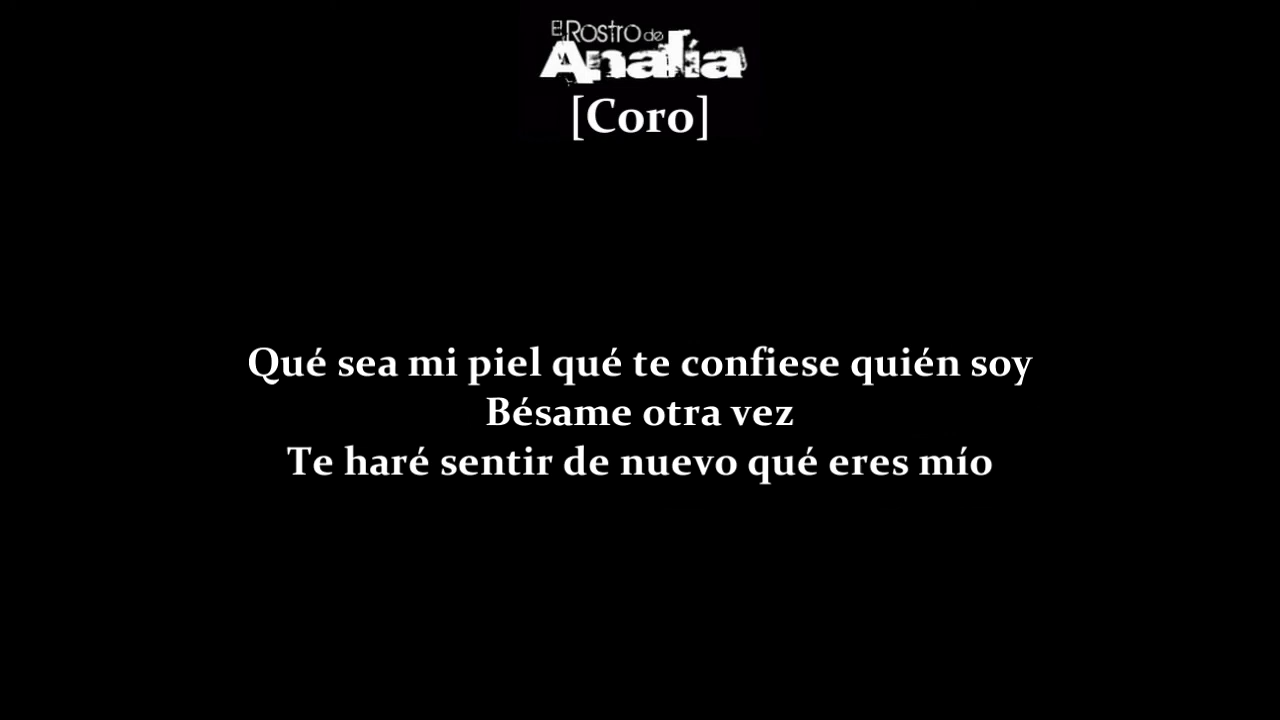 El Rostro de
Analía
[Coro]
Qué sea mi piel qué te confiese quién soy
Bésame otra vez
Te haré sentir de nuevo qué eres mío